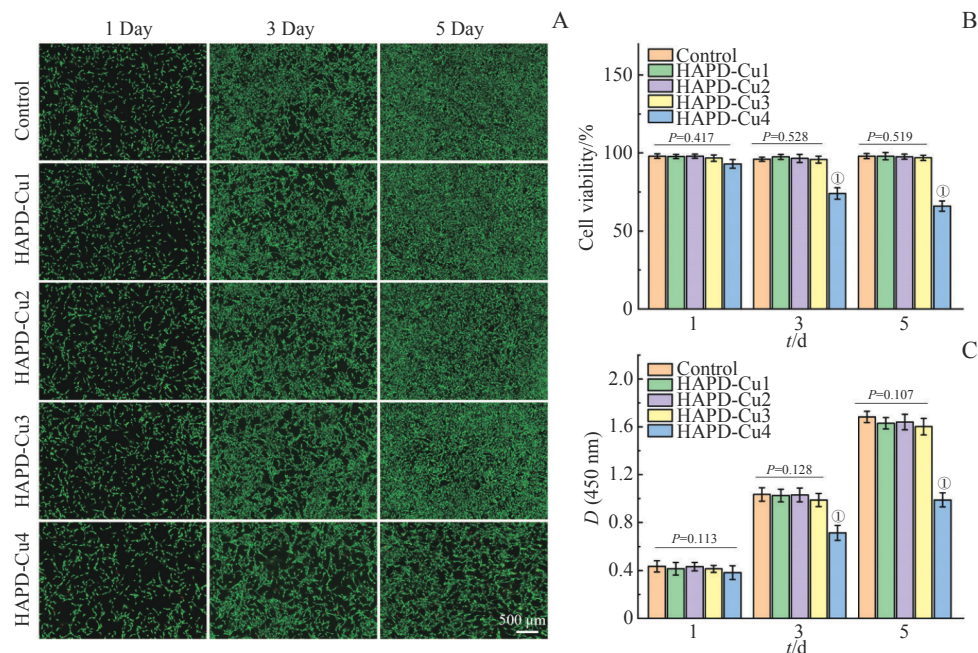 A
1 Day
3 Day
5 Day
Control
HAPD-Cu1
HAPD-Cu2
HAPD-Cu3
HAPD-Cu4
500 μm
B
Control
HAPD-Cu1
HAPD-Cu2
HAPD-Cu3
HAPD-Cu4
150
100
50
0
Cell viability/%
P=0.417
P=0.528
P=0.519
①
①
1
3
5
t/d
C
Control
HAPD-Cu1
HAPD-Cu2
HAPD-Cu3
HAPD-Cu4
2.0
1.6
1.2
0.8
0.4
0
D (450 nm)
P=0.113
P=0.128
P=0.107
①
①
1
3
5
t/d